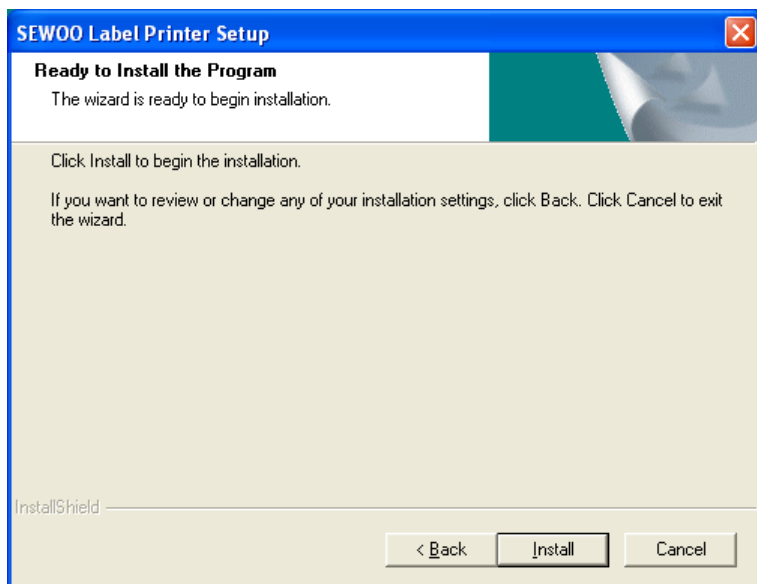 SEWOO Label Printer Setup
Ready to Install the Program
The wizard is ready to begin installation.
Click Install to begin the installation.
If you want to review or change any of your installation settings, click Back. Click Cancel to exit
the wizard.
InstallShield
< Back
Install
Cancel